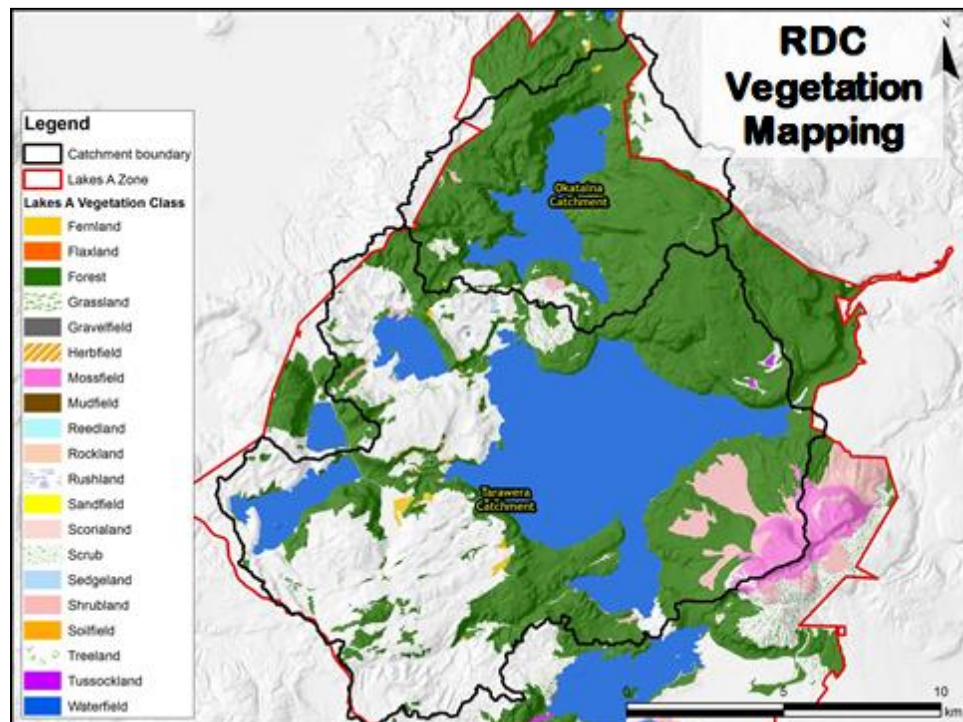 RDC
Vegetation
Mapping
N
Legend
Catchment boundary
Lakes A Zone
Lakes A Vegetation Class
Fernland
Flaxland
Forest
Grassland
Gravelfield
Herbfield
Mossfield
Mudfield
Reedland
Rockland
Rushland
Sandfield
Scorialand
Scrub
Sedgeland
Shrubland
Soilfield
Treeland
Tussockland
Waterfield
Okataina
Catchment
Tarawera
Catchment
0 5 10
km